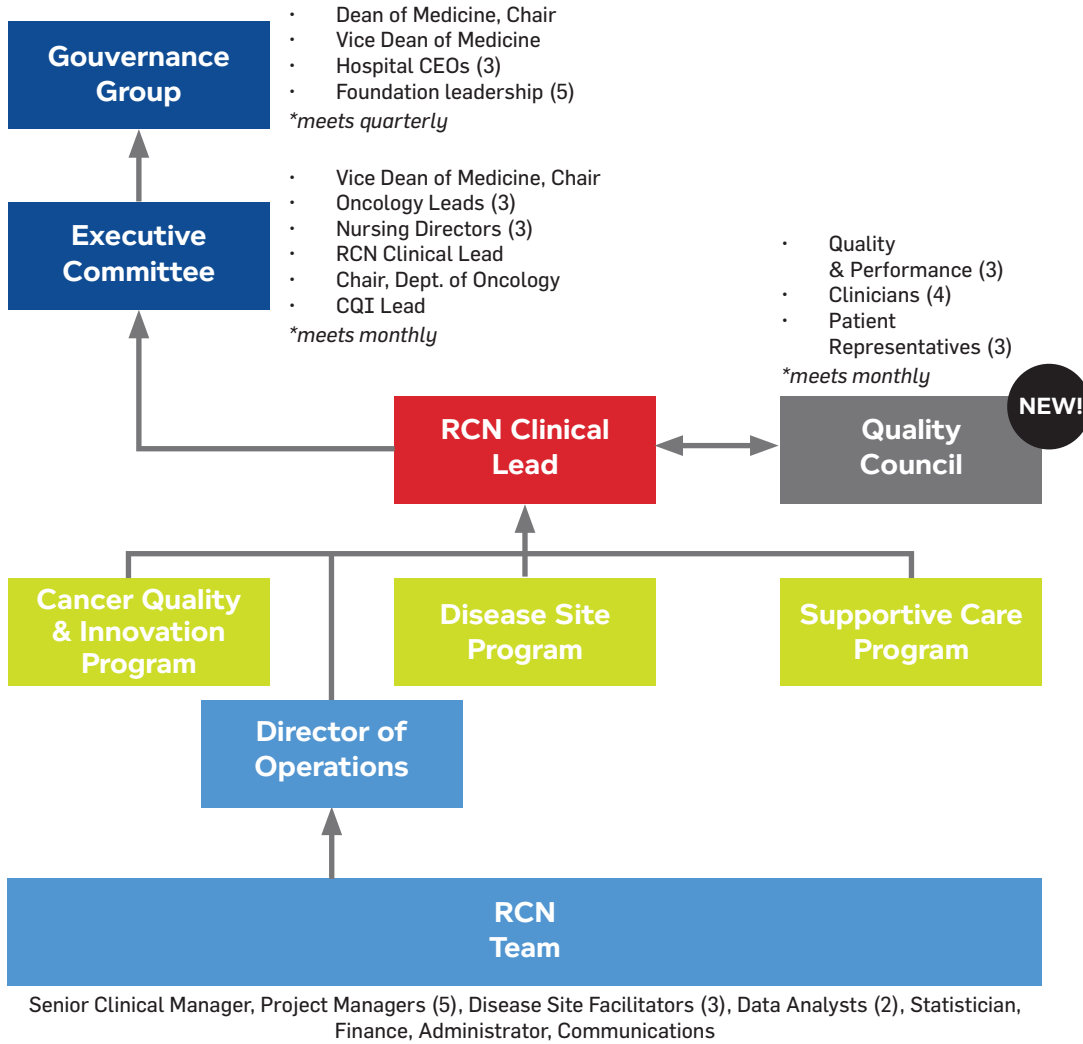 Gouvernance
Group
· Dean of Medicine, Chair
· Vice Dean of Medicine
· Hospital CEOs (3)
· Foundation leadership (5)
*meets quarterly
Executive
Committee
· Vice Dean of Medicine, Chair
· Oncology Leads (3)
· Nursing Directors (3)
· RCN Clinical Lead
· Chair, Dept. of Oncology
· CQI Lead
*meets monthly
· Quality
& Performance (3)
· Clinicians (4)
· Patient
Representatives (3)
*meets monthly
NEW!
RCN Clinical
Lead
Quality
Council
Cancer Quality
& Innovation
Program
Disease Site
Program
Supportive Care
Program
Director of
Operations
RCN
Team
Senior Clinical Manager, Project Managers (5), Disease Site Facilitators (3), Data Analysts (2), Statistician,
Finance, Administrator, Communications